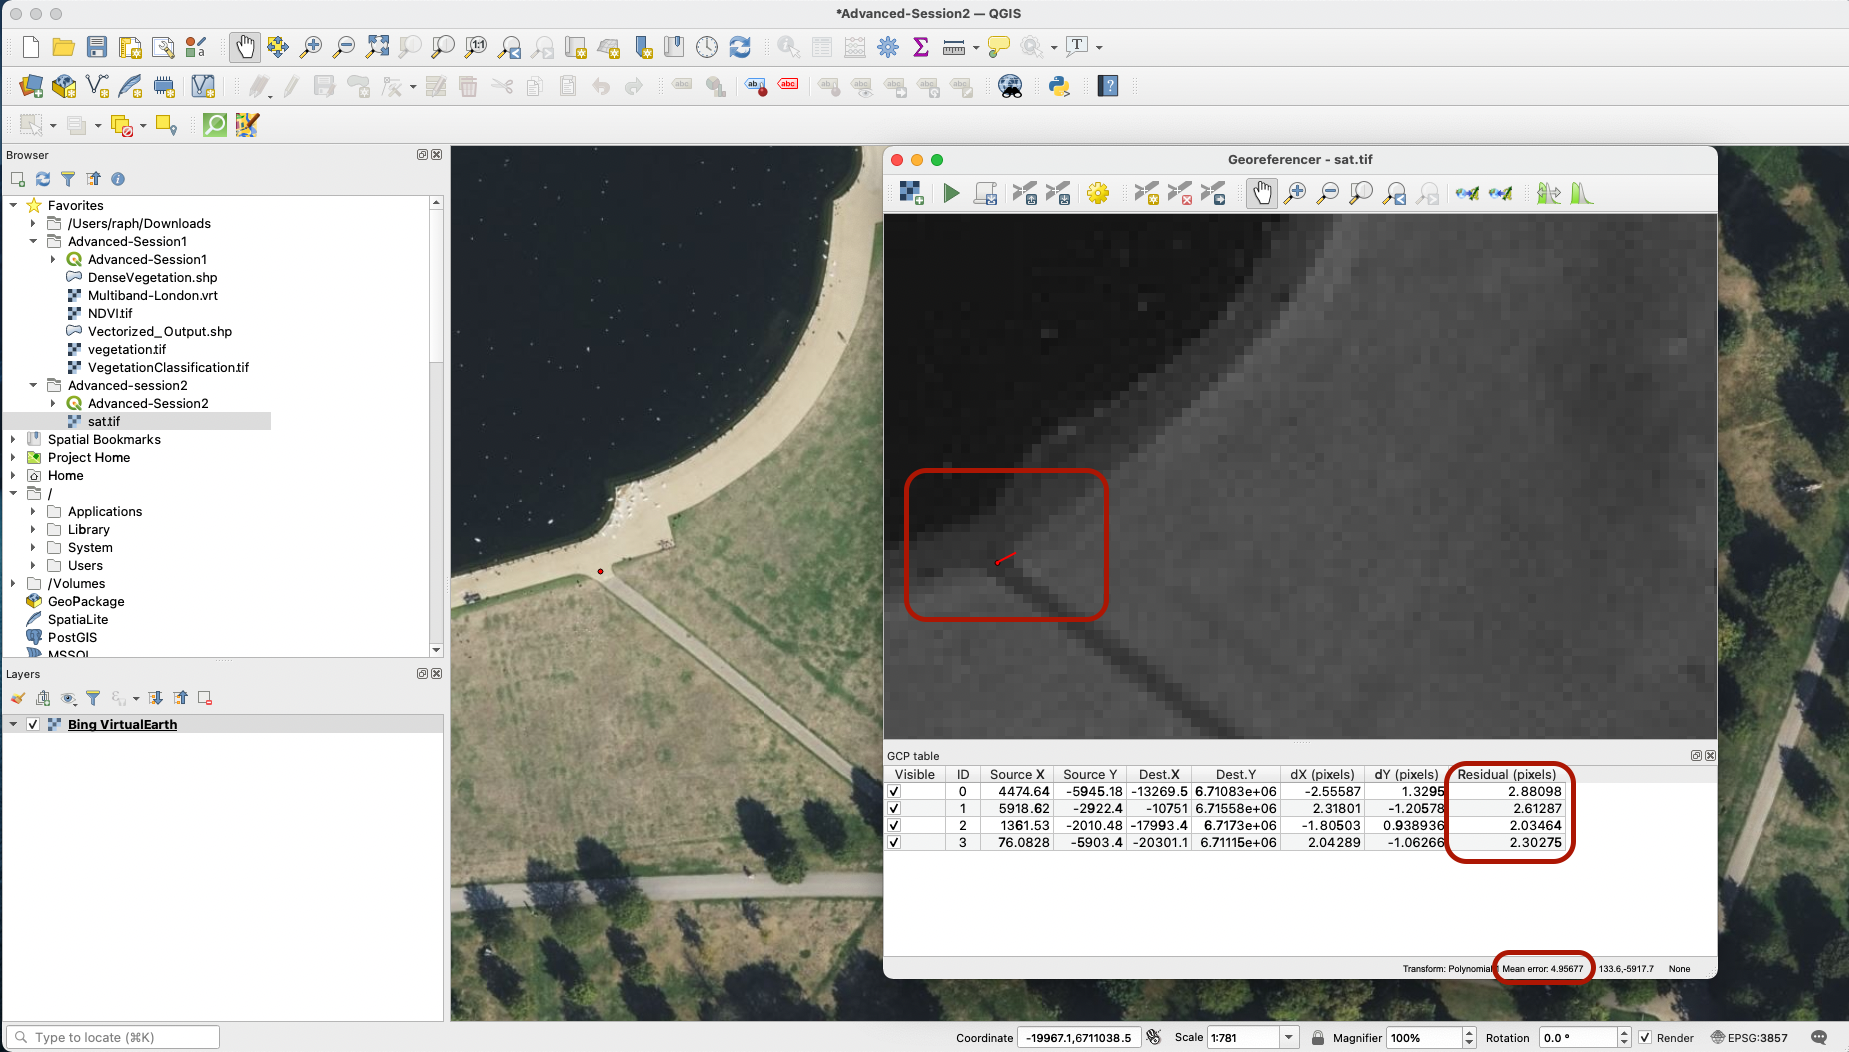 *Advanced-Session2 — QGIS
Browser
Favorites
/Users/raph/Downloads
Advanced-Session1
Advanced-Session1
DenseVegetation.shp
Multiband-London.vrt
NDVI.tif
Vectorized_Output.shp
vegetation.tif
VegetationClassification.tif
Advanced-session2
Advanced-Session2
sat.tif
Spatial Bookmarks
Project Home
Home
/
Applications
Library
System
Users
/Volumes
GeoPackage
SpatiaLite
PostGIS
MSSQL
Layers
Bing VirtualEarth
Georeferencer - sat.tif
GCP table
Visible ID Source X Source Y Dest.X Dest.Y dX (pixels) dY (pixels) Residual (pixels)
0 4474.64 -5945.18 -13269.5 6.71083e+06 -2.55587 1.3295 2.88098
1 5918.62 -2922.4 -10751 6.71558e+06 2.31801 -1.20578 2.61287
2 1361.53 -2010.48 -17993.4 6.7173e+06 -1.80503 0.938936 2.03464
3 76.0828 -5903.4 -20301.1 6.71115e+06 2.04289 -1.06266 2.30275
Transform: Polynomial Mean error: 4.95677 133.6,-5917.7 None
Type to locate (⌘K)
Coordinate -19967.1,6711038.5 Scale 1:781 Magnifier 100% Rotation 0.0 ° Render EPSG:3857